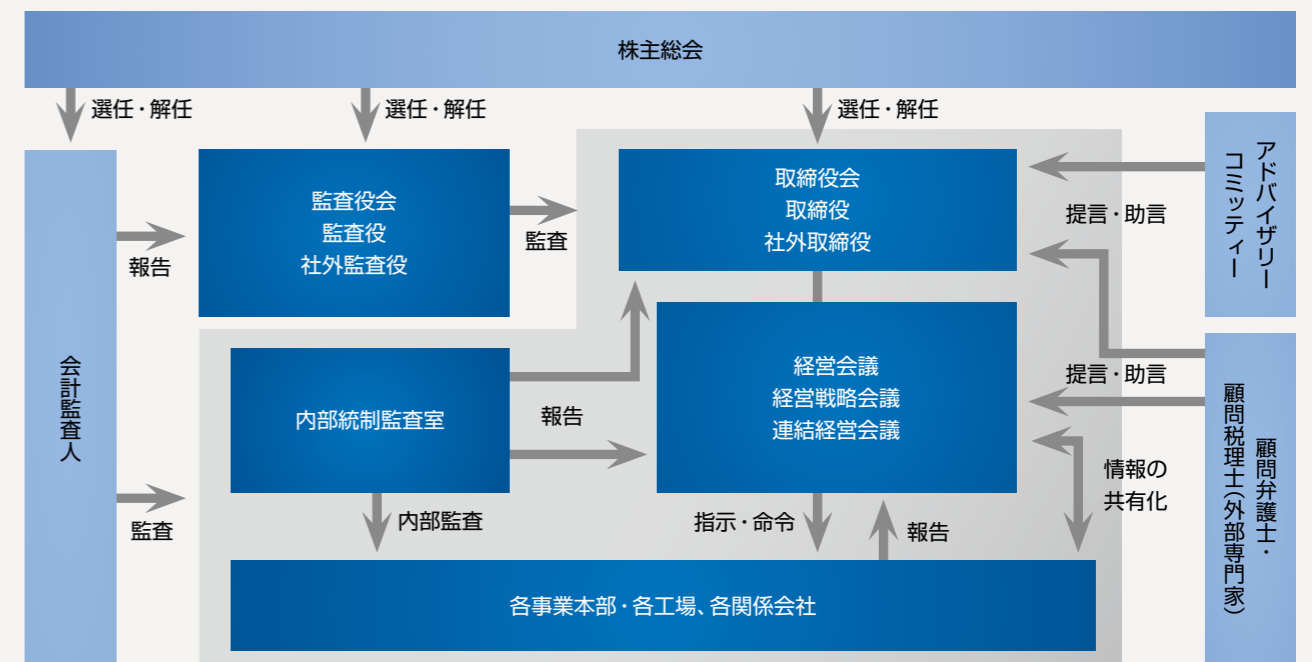 株主総会
選任・解任
選任・解任
選任・解任
監査役会
監査役
社外監査役
取締役会
取締役
社外取締役
アドバイザリー
コミッティー
報告
監査
提言・助言
会計監査人
内部統制監査室
報告
経営会議
経営戦略会議
連結経営会議
提言・助言
顧問弁護士・
顧問税理士(外部専門家)
情報の
共有化
監査
内部監査
指示・命令
報告
各事業本部・各工場、各関係会社